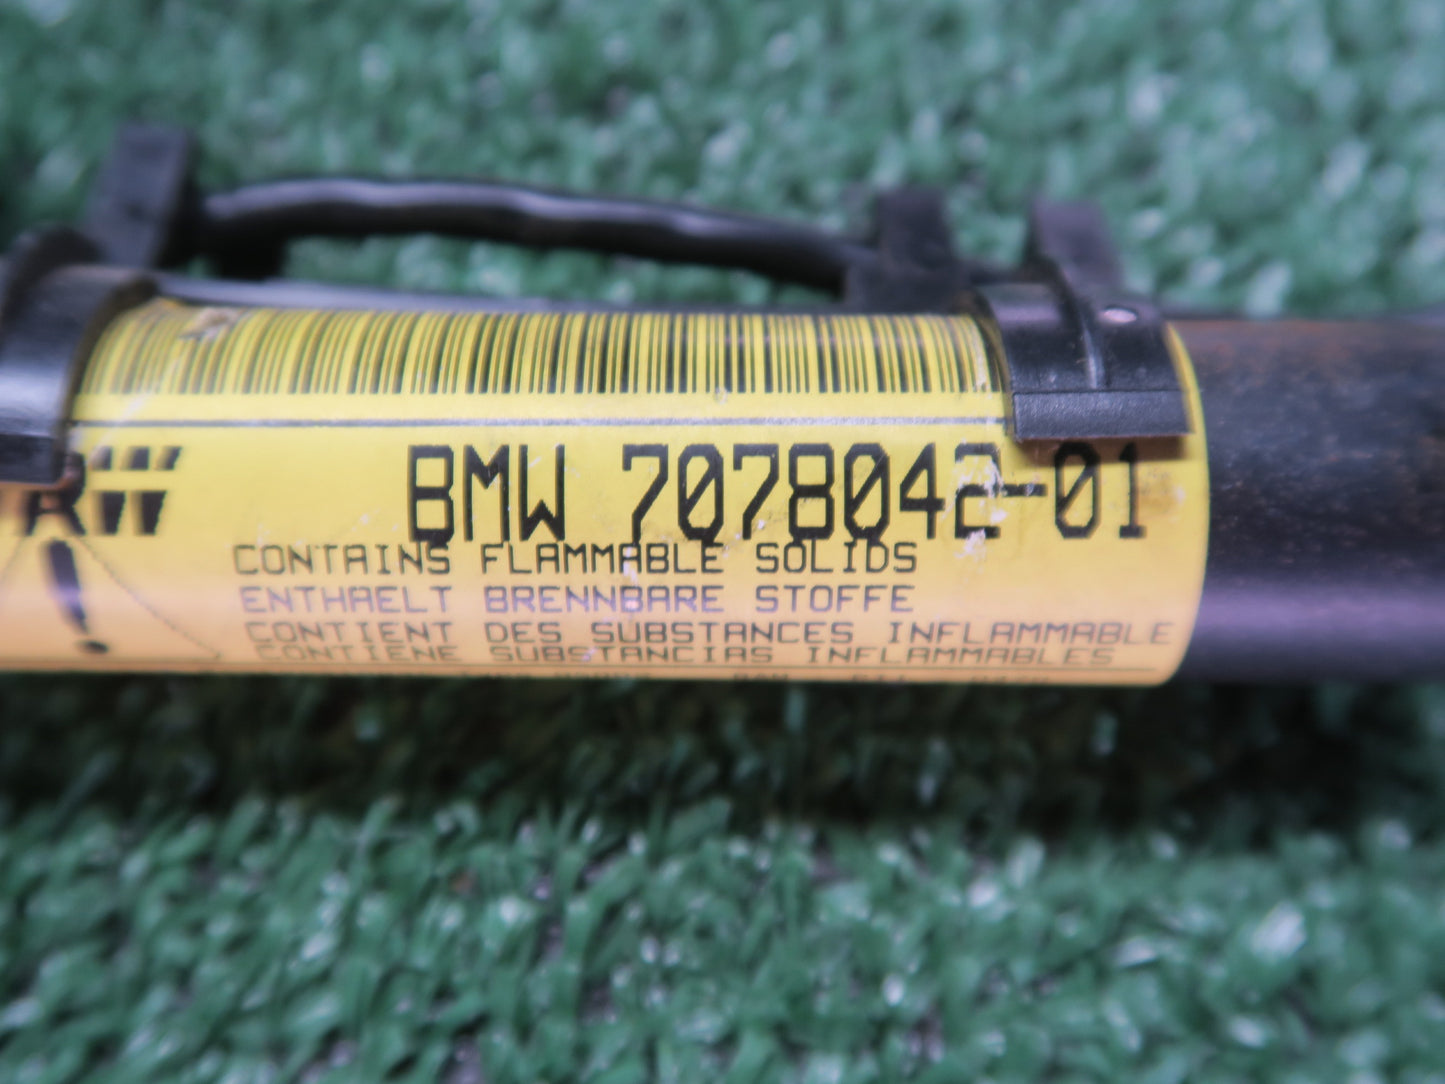 BMW 7078042-01
CONTAINS FLAMMABLE SOLIDS
ENTHAELT BRENNBARE STOFFE
CONTIENT DES SUBSTANCES INFLAMMABLE
CONTIENE SUBSTANCIAS INFLAMMABLES